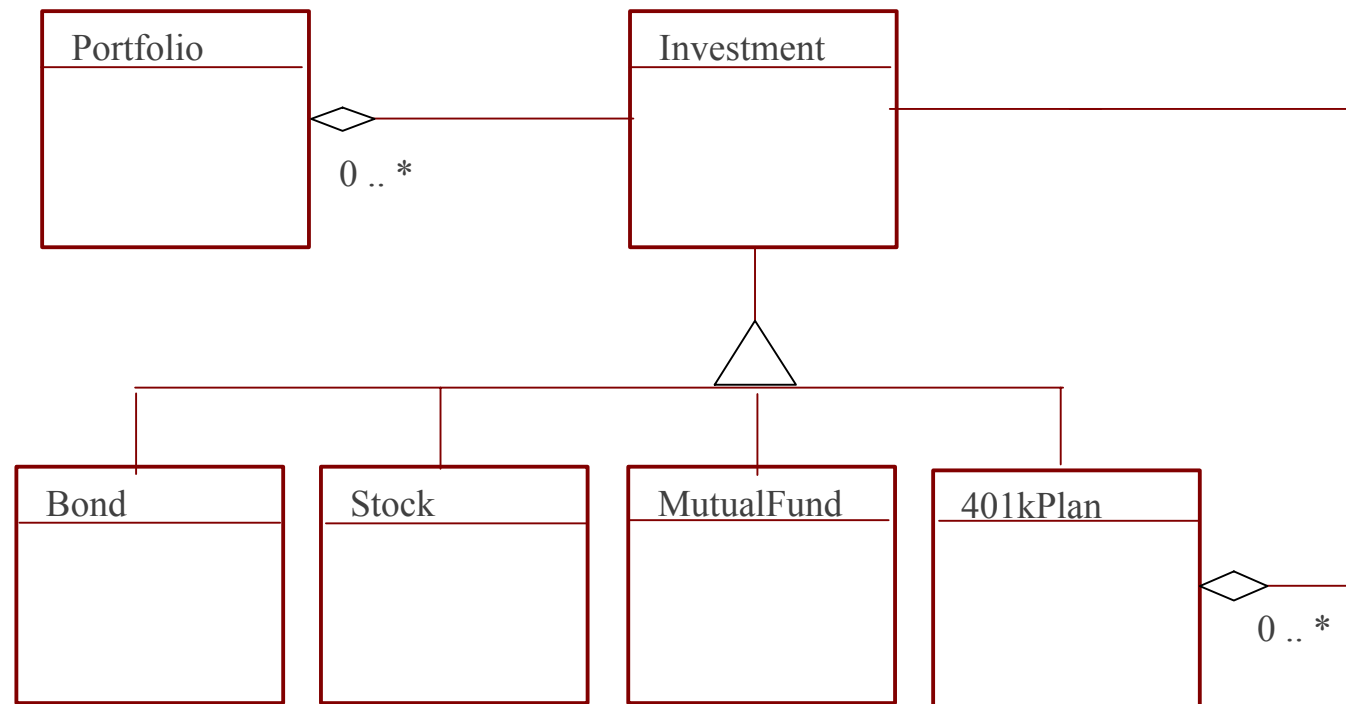 Portfolio
Investment
0 .. *
Bond
Stock
MutualFund
401kPlan
0 .. *